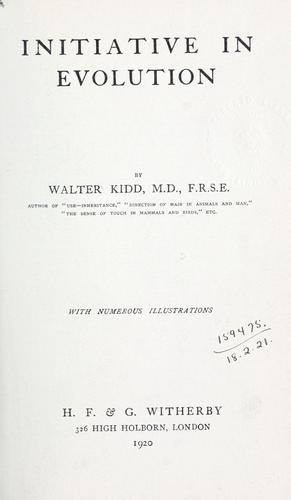 INITIATIVE IN
EVOLUTION
BY
WALTER KIDD, M.D., F.R.S.E.
AUTHOR OF "USE-INHERITANCE," "DIRECTION OF HAIR IN ANIMALS AND MAN,"
"THE SENSE OF TOUCH IN MAMMALS AND BIRDS," ETC.
WITH NUMEROUS ILLUSTRATIONS
159475.
18.2.21.
H. F. & G. WITHERBY
326 HIGH HOLBORN, LONDON
1920